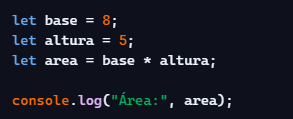 let base = 8;
let altura = 5;
let area = base * altura;
console.log("Área:", area);